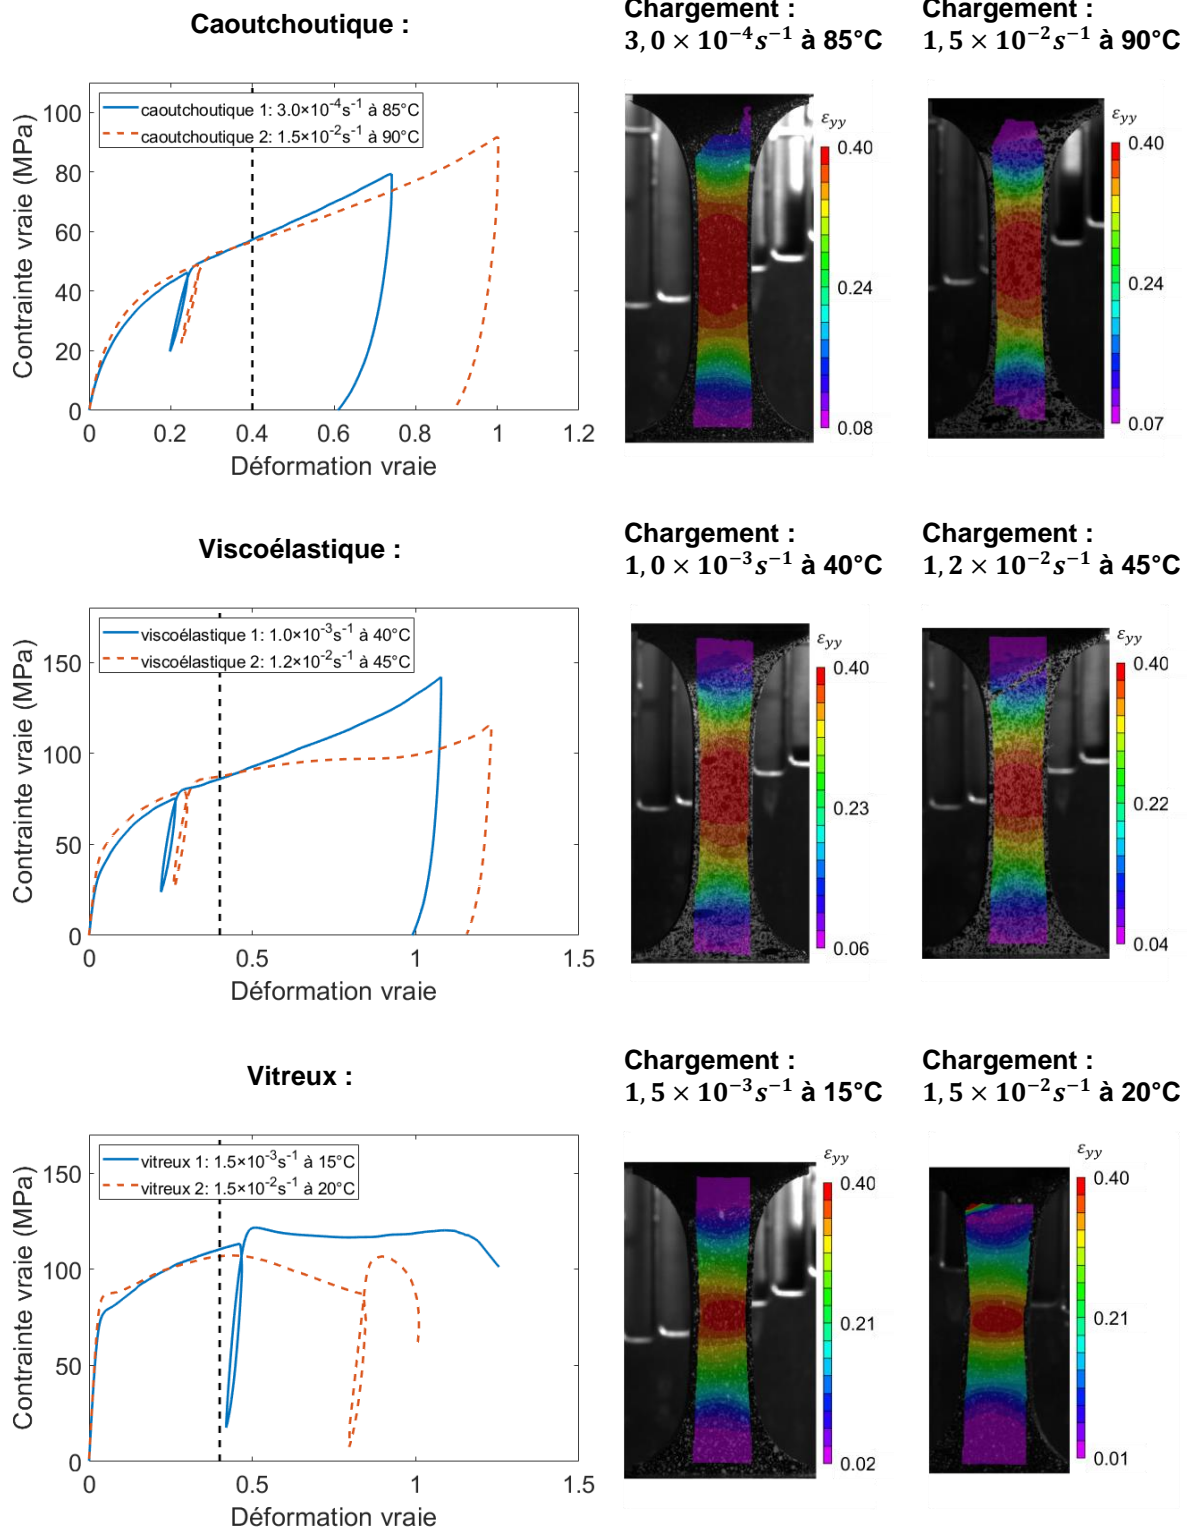 Caoutchoutique :
Chargement :
3,0 × 10⁻⁴s⁻¹ à 85°C
Chargement :
1,5 × 10⁻²s⁻¹ à 90°C
caoutchoutique 1: 3.0×10⁻⁴s⁻¹ à 85°C
caoutchoutique 2: 1.5×10⁻²s⁻¹ à 90°C
Contrainte vraie (MPa)
100
80
60
40
20
0
0 0.2 0.4 0.6 0.8 1 1.2
Déformation vraie
εyy
0.40
0.24
0.08
εyy
0.40
0.24
0.07
Viscoélastique :
Chargement :
1,0 × 10⁻³s⁻¹ à 40°C
Chargement :
1,2 × 10⁻²s⁻¹ à 45°C
viscoélastique 1: 1.0×10⁻³s⁻¹ à 40°C
viscoélastique 2: 1.2×10⁻²s⁻¹ à 45°C
Contrainte vraie (MPa)
150
100
50
0
0 0.5 1 1.5
Déformation vraie
εyy
0.40
0.23
0.06
εyy
0.40
0.22
0.04
Vitreux :
Chargement :
1,5 × 10⁻³s⁻¹ à 15°C
Chargement :
1,5 × 10⁻²s⁻¹ à 20°C
vitreux 1: 1.5×10⁻³s⁻¹ à 15°C
vitreux 2: 1.5×10⁻²s⁻¹ à 20°C
Contrainte vraie (MPa)
150
100
50
0
0 0.5 1 1.5
Déformation vraie
εyy
0.40
0.21
0.02
εyy
0.40
0.21
0.01